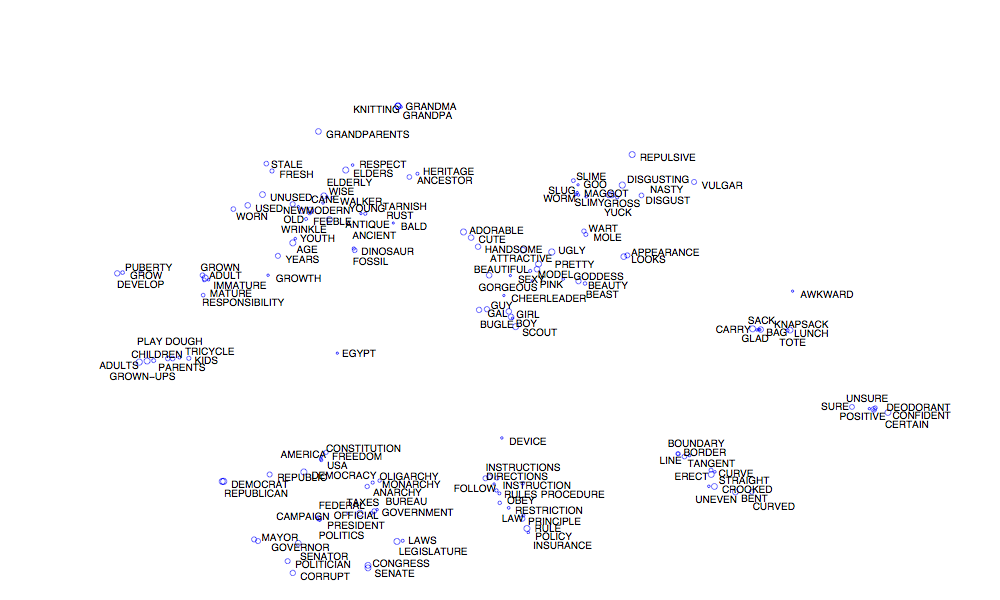 KNITTING GRANDMA
GRANDPA
GRANDPARENTS
STALE
FRESH
RESPECT
ELDERS
HERITAGE
ANCESTOR
ELDERLY
WISE
UNUSED
CANE
WALKER
USED
WORN
NEW
MODERN
YOUNG
TARNISH
RUST
OLD
FEEBLE
ANTIQUE
BALD
WRINKLE
ANCIENT
YOUTH
AGE
YEARS
DINOSAUR
FOSSIL
REPULSIVE
SLIME
GOO
DISGUSTING
VULGAR
SLUG
MAGGOT
NASTY
WORM
SLIMY
GROSS
DISGUST
YUCK
WART
MOLE
ADORABLE
CUTE
HANDSOME
UGLY
ATTRACTIVE
PRETTY
APPEARANCE
LOOKS
BEAUTIFUL
MODEL
GODDESS
SEXY
PINK
BEAUTY
GORGEOUS
BEAST
CHEERLEADER
GUY
GAL
GIRL
BUGLE
BOY
SCOUT
PUBERTY
GROW
DEVELOP
GROWN
ADULT
IMMATURE
MATURE
RESPONSIBILITY
GROWTH
AWKWARD
SACK
KNAPSACK
CARRY
BAG
LUNCH
GLAD
TOTE
PLAY DOUGH
CHILDREN
TRICYCLE
KIDS
ADULTS
PARENTS
GROWN-UPS
EGYPT
UNSURE
SURE
DEODORANT
POSITIVE
CONFIDENT
CERTAIN
DEVICE
BOUNDARY
BORDER
LINE
TANGENT
CURVE
ERECT
STRAIGHT
CROOKED
UNEVEN
BENT
CURVED
CONSTITUTION
AMERICA
FREEDOM
USA
REPUBLIC
DEMOCRACY
OLIGARCHY
MONARCHY
DEMOCRAT
REPUBLICAN
ANARCHY
TAXES
BUREAU
FEDERAL
GOVERNMENT
CAMPAIGN
OFFICIAL
PRESIDENT
POLITICS
MAYOR
GOVERNOR
LAWS
LEGISLATURE
SENATOR
POLITICIAN
CONGRESS
CORRUPT
SENATE
INSTRUCTIONS
DIRECTIONS
FOLLOW
INSTRUCTION
RULES
PROCEDURE
OBEY
RESTRICTION
LAW
PRINCIPLE
RULE
POLICY
INSURANCE